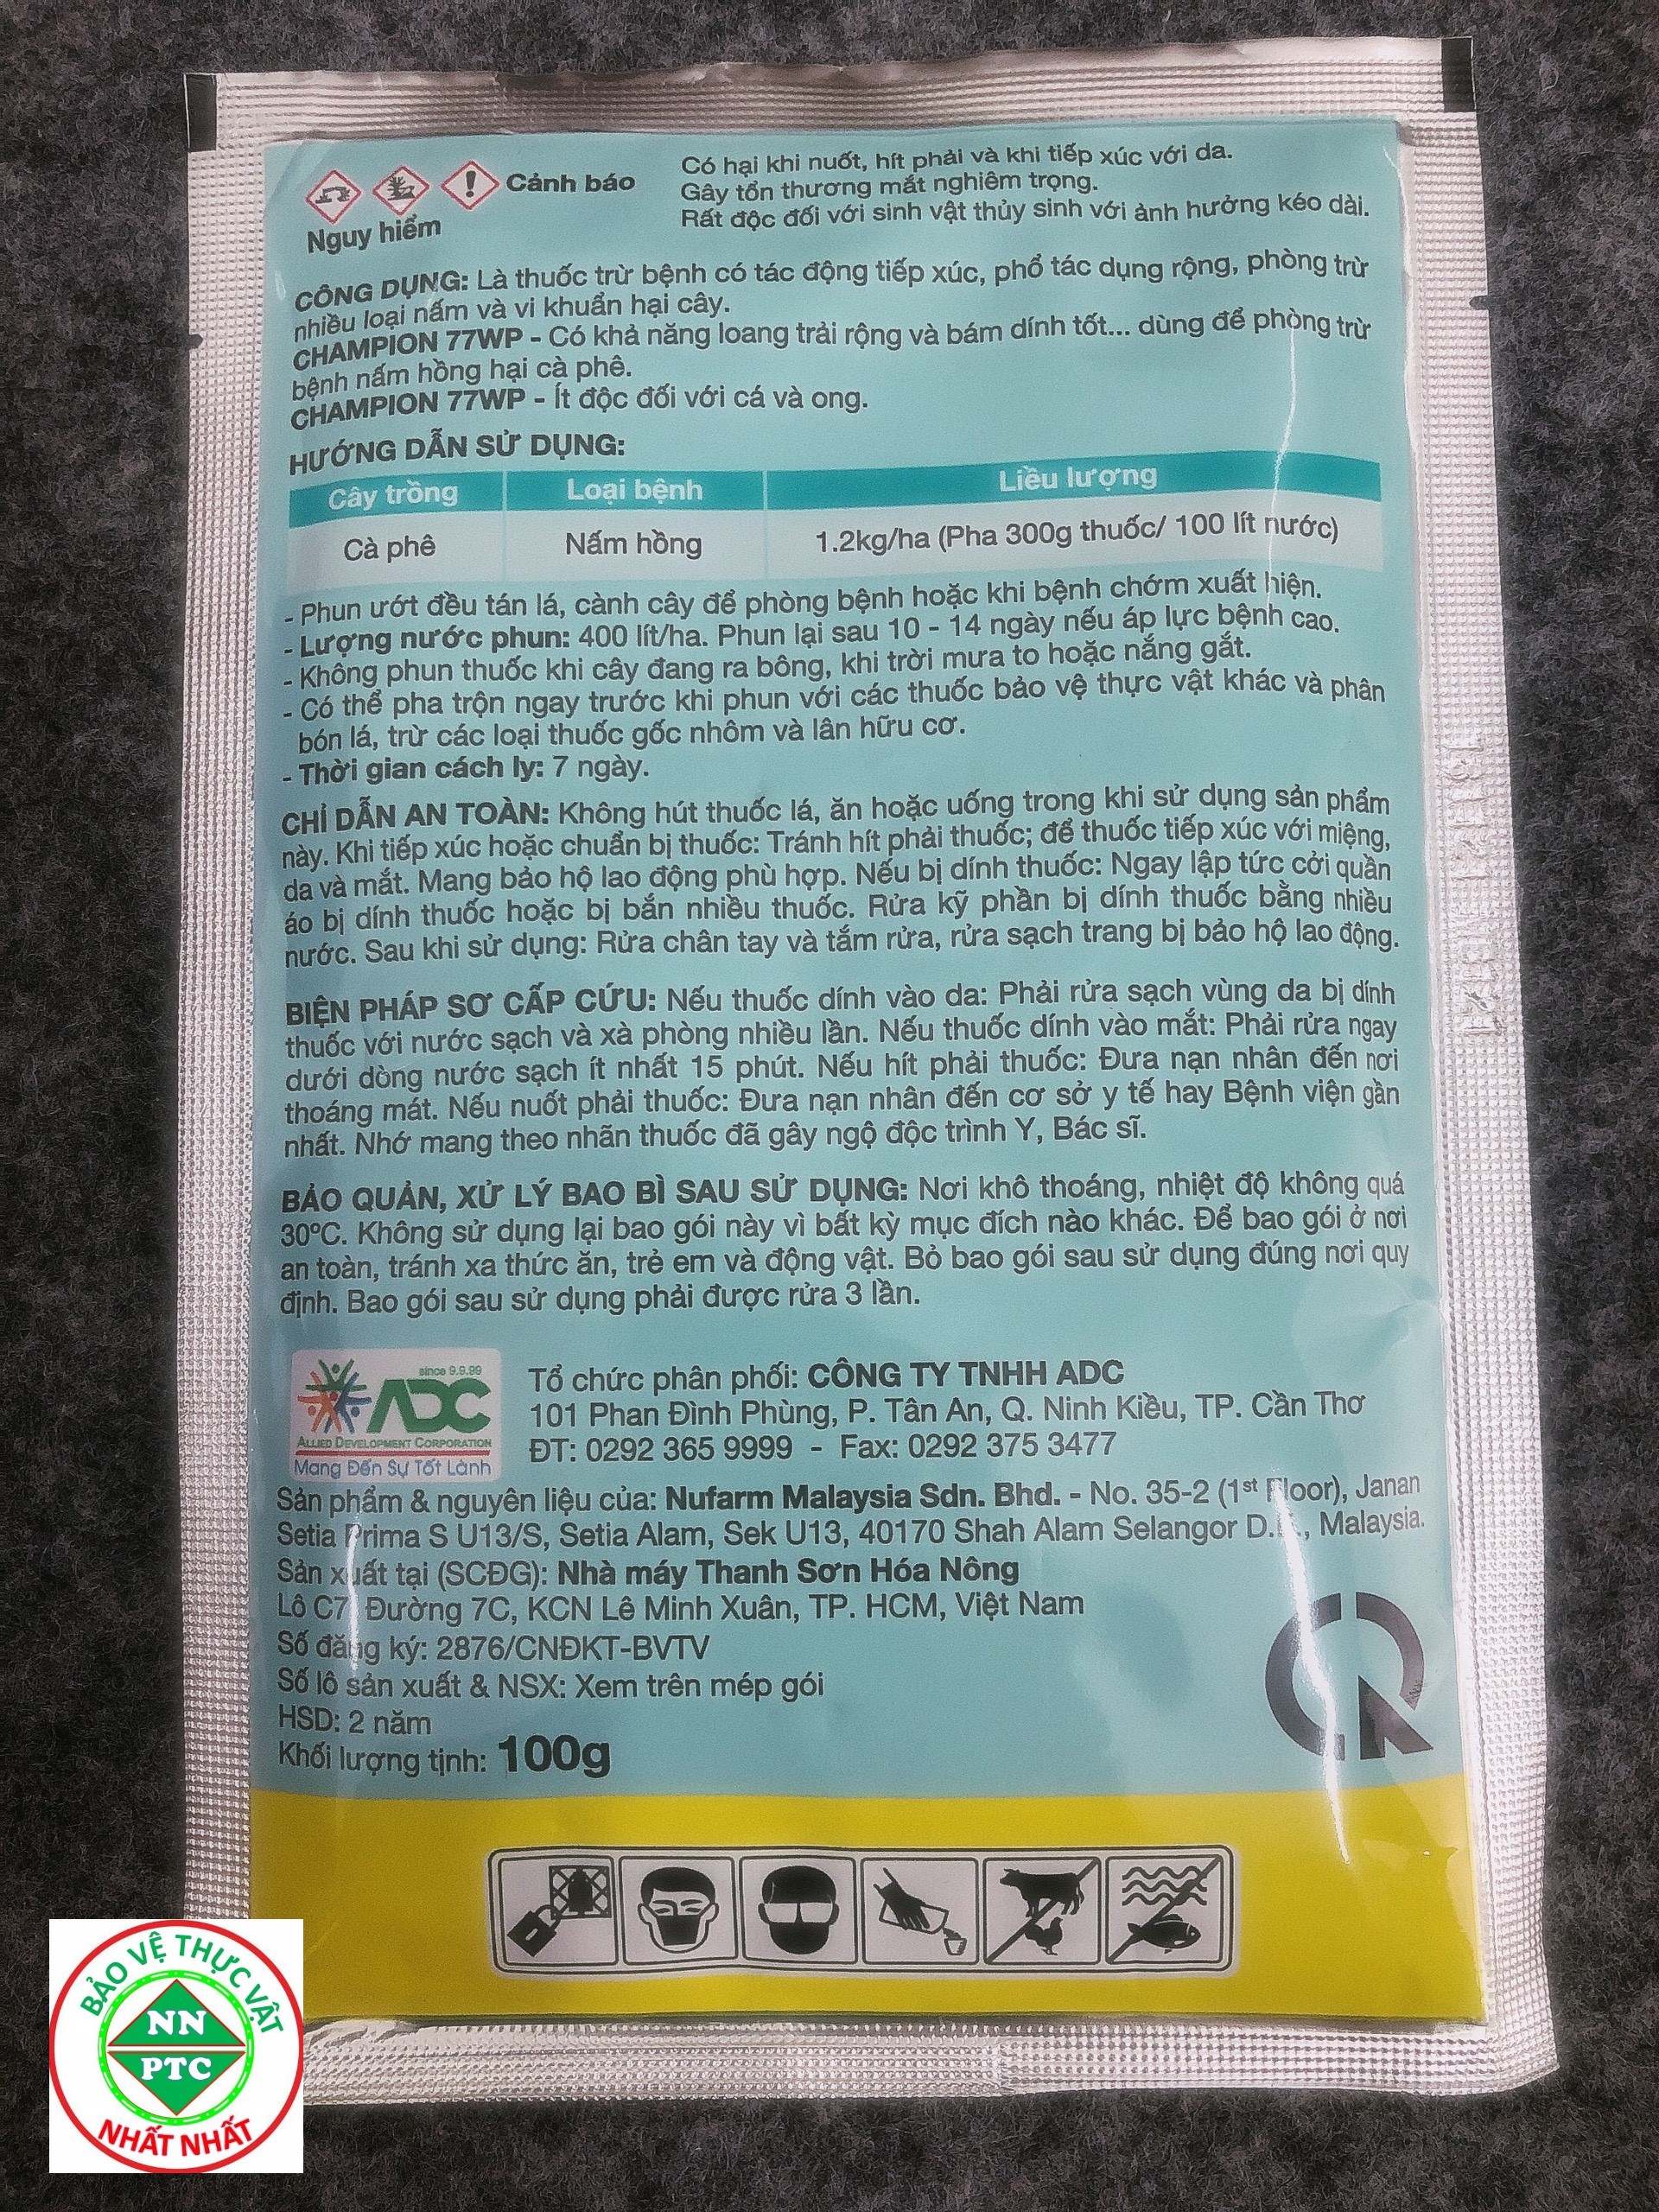 Nguy hiểm
Cảnh báo
Có hại khi nuốt, hít phải và khi tiếp xúc với da.
Gây tổn thương mắt nghiêm trọng.
Rất độc đối với sinh vật thủy sinh với ảnh hưởng kéo dài.
CÔNG DỤNG: Là thuốc trừ bệnh có tác động tiếp xúc, phổ tác dụng rộng, phòng trừ
nhiều loại nấm và vi khuẩn hại cây.
CHAMPION 77WP - Có khả năng loang trải rộng và bám dính tốt... dùng để phòng trừ
bệnh nấm hồng hại cà phê.
CHAMPION 77WP - Ít độc đối với cá và ong.
HƯỚNG DẪN SỬ DỤNG:
Cây trồng Loại bệnh Liều lượng
Cà phê Nấm hồng 1.2kg/ha (Pha 300g thuốc/ 100 lít nước)
- Phun ướt đều tán lá, cành cây để phòng bệnh hoặc khi bệnh chớm xuất hiện.
- Lượng nước phun: 400 lít/ha. Phun lại sau 10 - 14 ngày nếu áp lực bệnh cao.
- Không phun thuốc khi cây đang ra bông, khi trời mưa to hoặc nắng gắt.
- Có thể pha trộn ngay trước khi phun với các thuốc bảo vệ thực vật khác và phân
bón lá, trừ các loại thuốc gốc nhôm và lân hữu cơ.
- Thời gian cách ly: 7 ngày.
CHỈ DẪN AN TOÀN: Không hút thuốc lá, ăn hoặc uống trong khi sử dụng sản phẩm
này. Khi tiếp xúc hoặc chuẩn bị thuốc: Tránh hít phải thuốc; để thuốc tiếp xúc với miệng,
da và mắt. Mang bảo hộ lao động phù hợp. Nếu bị dính thuốc: Ngay lập tức cởi quần
áo bị dính thuốc hoặc bị bắn nhiều thuốc. Rửa kỹ phần bị dính thuốc bằng nhiều
nước. Sau khi sử dụng: Rửa chân tay và tắm rửa, rửa sạch trang bị bảo hộ lao động.
BIỆN PHÁP SƠ CẤP CỨU: Nếu thuốc dính vào da: Phải rửa sạch vùng da bị dính
thuốc với nước sạch và xà phòng nhiều lần. Nếu thuốc dính vào mắt: Phải rửa ngay
dưới dòng nước sạch ít nhất 15 phút. Nếu hít phải thuốc: Đưa nạn nhân đến nơi
thoáng mát. Nếu nuốt phải thuốc: Đưa nạn nhân đến cơ sở y tế hay Bệnh viện gần
nhất. Nhớ mang theo nhãn thuốc đã gây ngộ độc trình Y, Bác sĩ.
BẢO QUẢN, XỬ LÝ BAO BÌ SAU SỬ DỤNG: Nơi khô thoáng, nhiệt độ không quá
30ºC. Không sử dụng lại bao gói này vì bất kỳ mục đích nào khác. Để bao gói ở nơi
an toàn, tránh xa thức ăn, trẻ em và động vật. Bỏ bao gói sau sử dụng đúng nơi quy
định. Bao gói sau sử dụng phải được rửa 3 lần.
since 9.9.99
ADC
ALLIED DEVELOPMENT CORPORATION
Mang Đến Sự Tốt Lành
Tổ chức phân phối: CÔNG TY TNHH ADC
101 Phan Đình Phùng, P. Tân An, Q. Ninh Kiều, TP. Cần Thơ
ĐT: 0292 365 9999 - Fax: 0292 375 3477
Sản phẩm & nguyên liệu của: Nufarm Malaysia Sdn. Bhd. - No. 35-2 (1st Floor), Janan
Setia Prima S U13/S, Setia Alam, Sek U13, 40170 Shah Alam Selangor Malaysia.
Sản xuất tại (SCĐG): Nhà máy Thanh Sơn Hóa Nông
Lô C7, Đường 7C, KCN Lê Minh Xuân, TP. HCM, Việt Nam
Số đăng ký: 2876/CNĐKT-BVTV
Số lô sản xuất & NSX: Xem trên mép gói
HSD: 2 năm
Khối lượng tịnh: 100g
BẢO VỆ THỰC VẬT
NN
PTC
NHẤT NHẤT